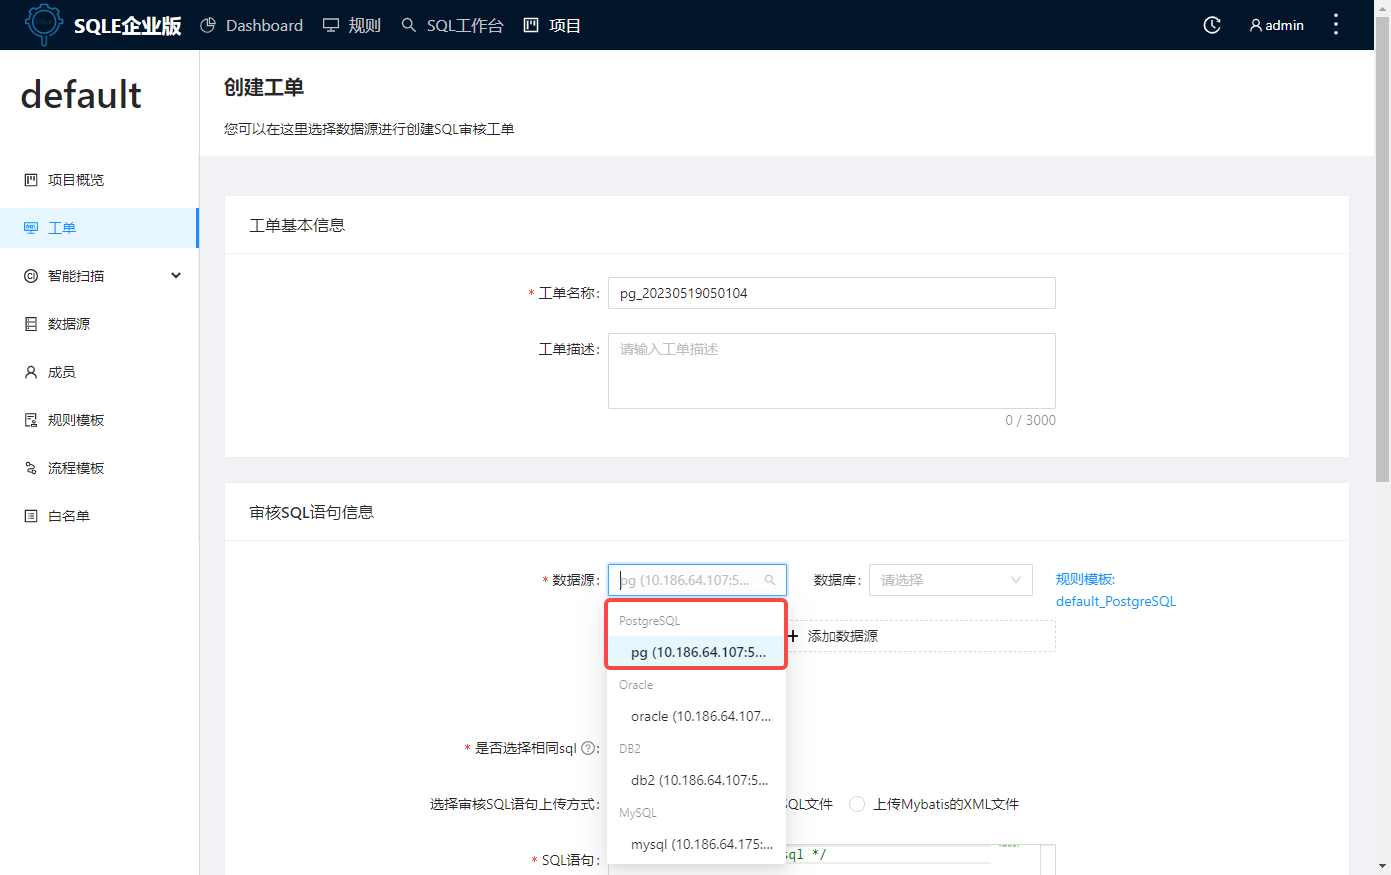 SQLE企业版 Dashboard 规则 SQL工作台 项目 admin
default
项目概览
工单
智能扫描
数据源
成员
规则模板
流程模板
白名单
创建工单
您可以在这里选择数据源进行创建SQL审核工单
工单基本信息
* 工单名称: pg_20230519050104
工单描述: 请输入工单描述
0 / 3000
审核SQL语句信息
* 数据源: pg (10.186.64.107:5... 数据库: 请选择 规则模板:
default_PostgreSQL
PostgreSQL
pg (10.186.64.107:5...
+ 添加数据源
Oracle
oracle (10.186.64.107...
* 是否选择相同sql ? :
DB2
db2 (10.186.64.107:5...
选择审核SQL语句上传方式: SQL文件 上传Mybatis的XML文件
MySQL
mysql (10.186.64.175:...
* SQL语句: sql */